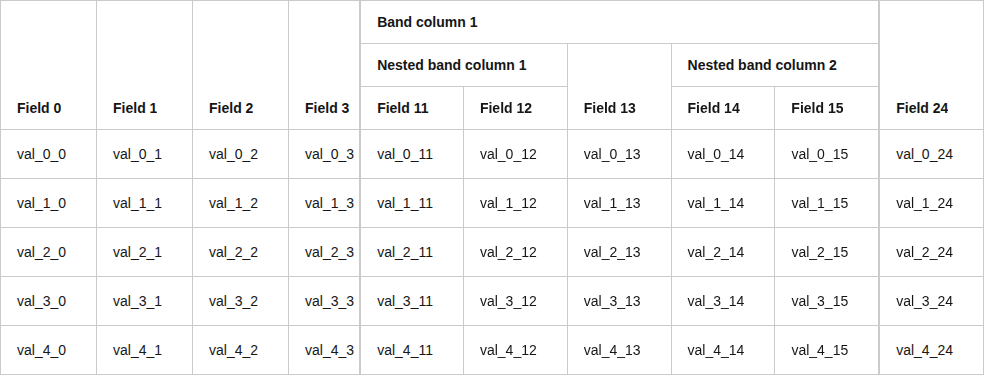 Band column 1
Nested band column 1 Nested band column 2
Field 0 Field 1 Field 2 Field 3 Field 11 Field 12 Field 13 Field 14 Field 15 Field 24
val_0_0 val_0_1 val_0_2 val_0_3 val_0_11 val_0_12 val_0_13 val_0_14 val_0_15 val_0_24
val_1_0 val_1_1 val_1_2 val_1_3 val_1_11 val_1_12 val_1_13 val_1_14 val_1_15 val_1_24
val_2_0 val_2_1 val_2_2 val_2_3 val_2_11 val_2_12 val_2_13 val_2_14 val_2_15 val_2_24
val_3_0 val_3_1 val_3_2 val_3_3 val_3_11 val_3_12 val_3_13 val_3_14 val_3_15 val_3_24
val_4_0 val_4_1 val_4_2 val_4_3 val_4_11 val_4_12 val_4_13 val_4_14 val_4_15 val_4_24